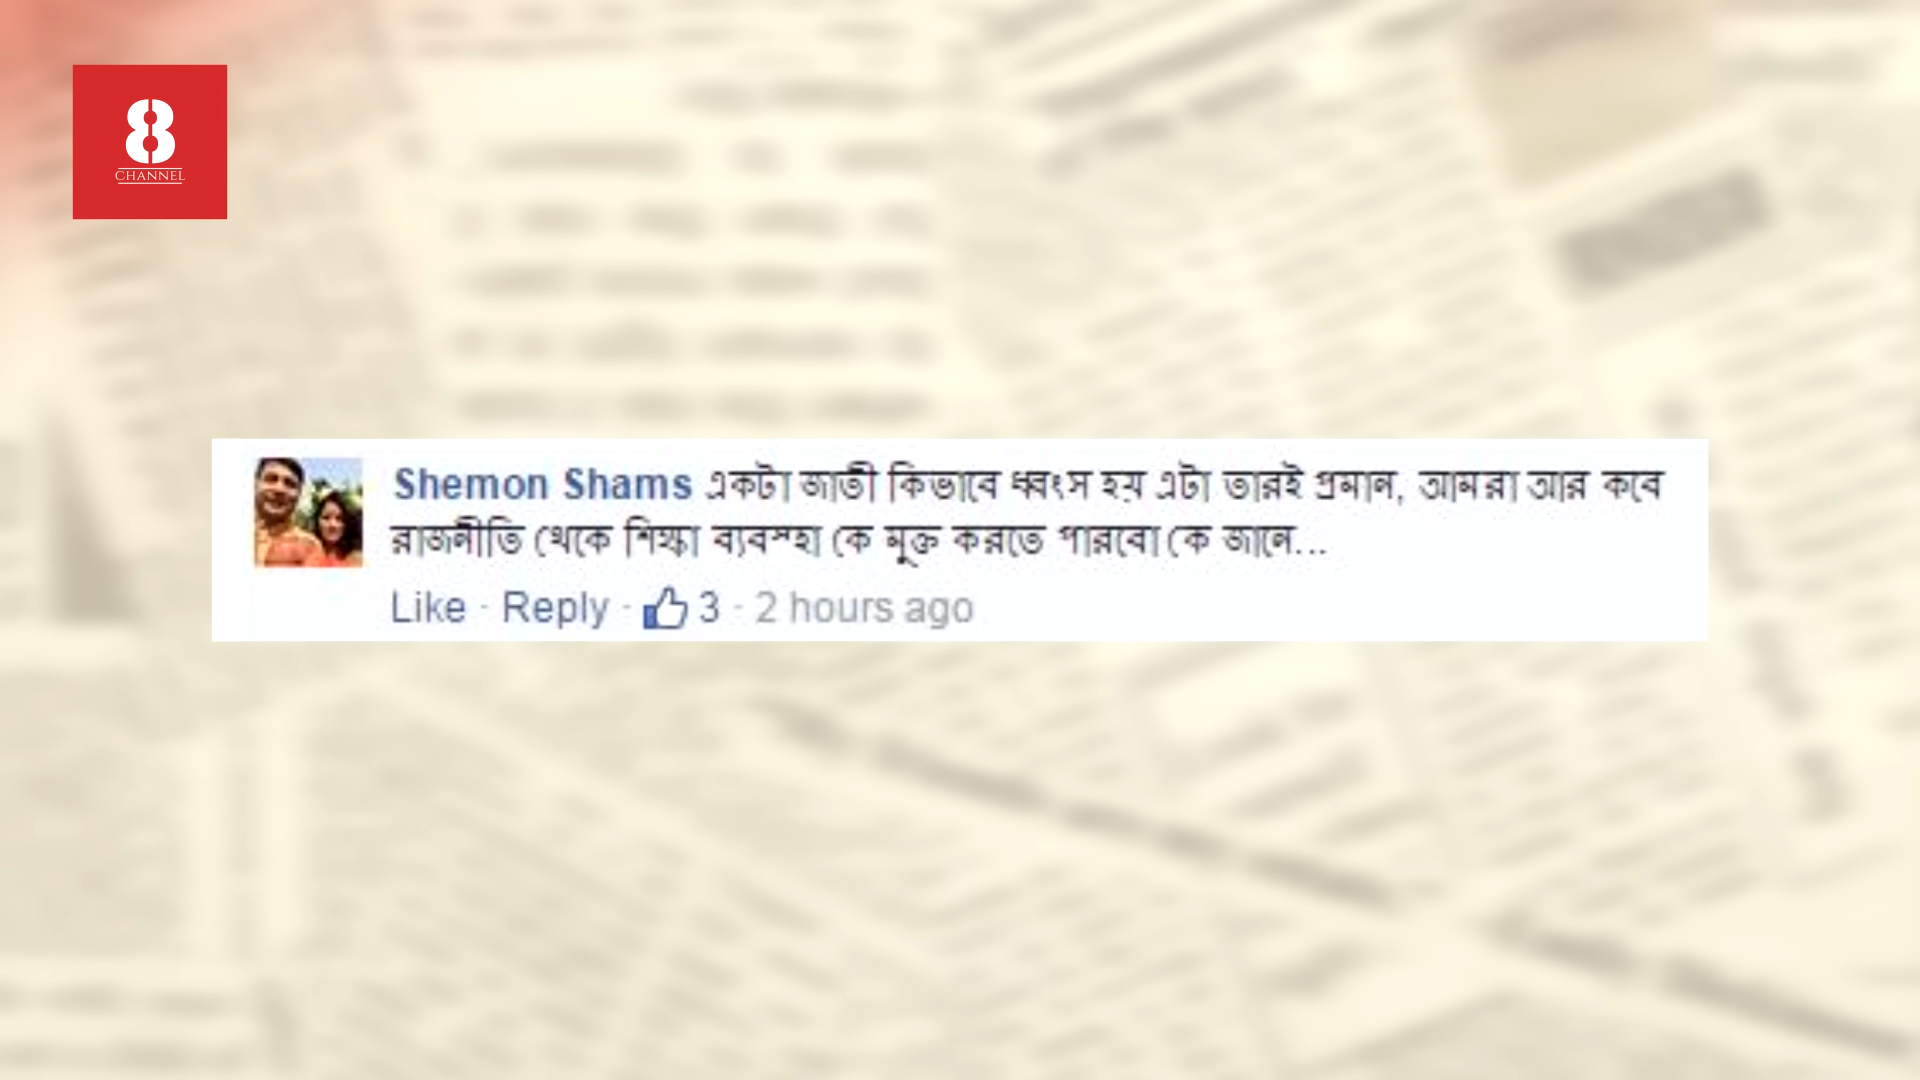 8
CHANNEL
Shemon Shams একটা জাতী কিভাবে ধ্বংস হয় এটা তারই প্রমান, আমরা আর কবে
রাজনীতি থেকে শিক্ষা ব্যবস্হা কে মুক্ত করতে পারবো কে জানে...
Like · Reply · 3 · 2 hours ago